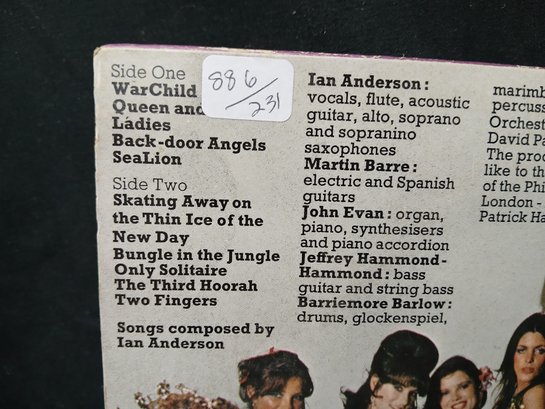 Side One
WarChild
Queen and
Ladies
Back-door Angels
SeaLion
Side Two
Skating Away on
the Thin Ice of the
New Day
Bungle in the Jungle
Only Solitaire
The Third Hoorah
Two Fingers
Songs composed by
Ian Anderson
886/231
Ian Anderson:
vocals, flute, acoustic
guitar, alto, soprano
and sopranino
saxophones
Martin Barre:
electric and Spanish
guitars
John Evan: organ,
piano, synthesisers
and piano accordion
Jeffrey Hammond-
Hammond: bass
guitar and string bass
Barriemore Barlow:
drums, glockenspiel,
marimb
percuss
Orchest
David Pa
The proc
like to th
of the Phi
London -
Patrick Ha